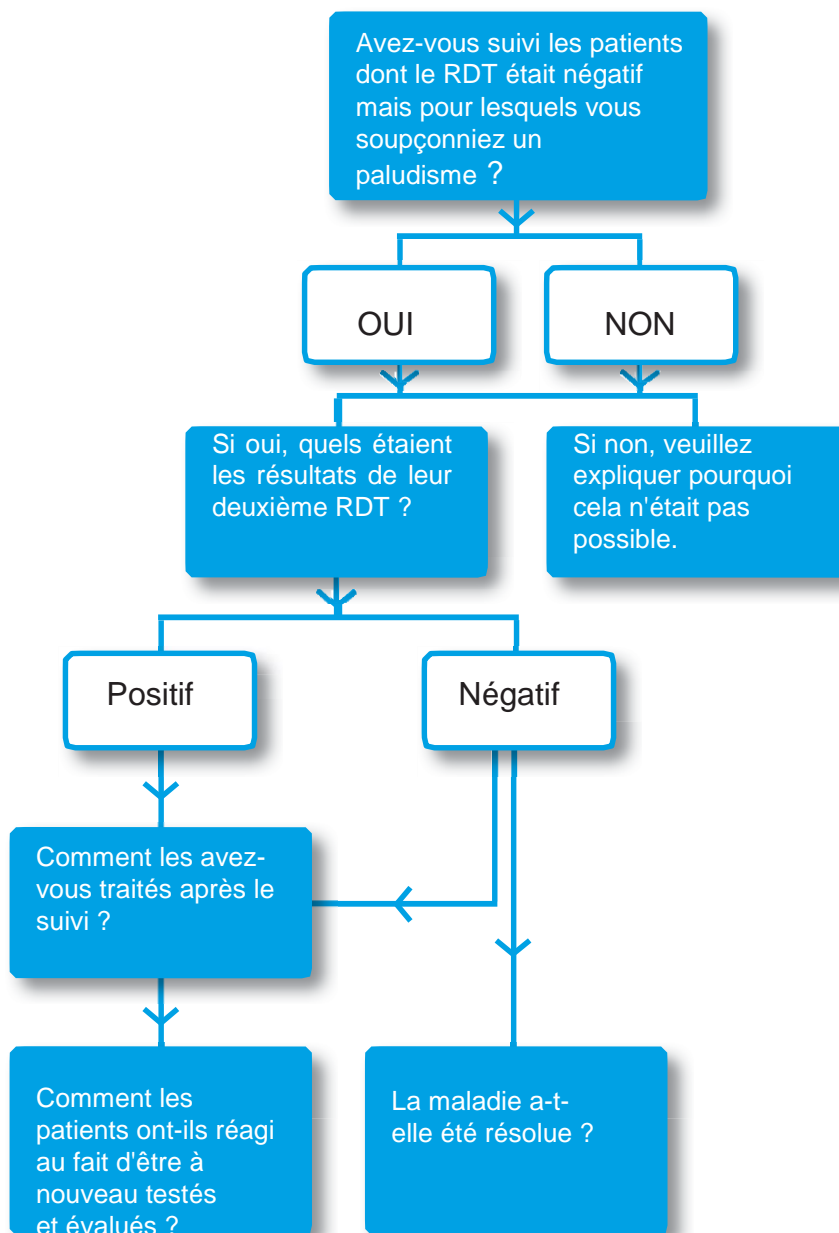 Avez-vous suivi les patients
dont le RDT était négatif
mais pour lesquels vous
soupçonniez un
paludisme ?
OUI
NON
Si oui, quels étaient
les résultats de leur
deuxième RDT ?
Si non, veuillez
expliquer pourquoi
cela n'était pas
possible.
Positif
Négatif
Comment les avez-
vous traités après le
suivi ?
Comment les
patients ont-ils réagi
au fait d'être à
nouveau testés
et évalués ?
La maladie a-t-
elle été résolue ?